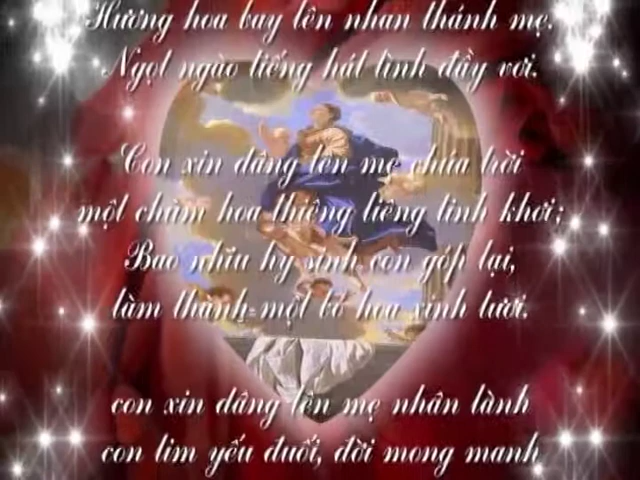 Hương hoa bay lên nhan thánh mẹ.
Ngọt ngào tiếng hát tình đầy vơi.
Con xin dâng lên mẹ chúa trời
một chùm hoa thiêng liêng tinh khơi;
Bao nhiu hy sinh con góp lại,
làm thành một bó hoa xinh tươi.
con xin dâng lên mẹ nhân lành
con tim yếu đuối, đời mong manh